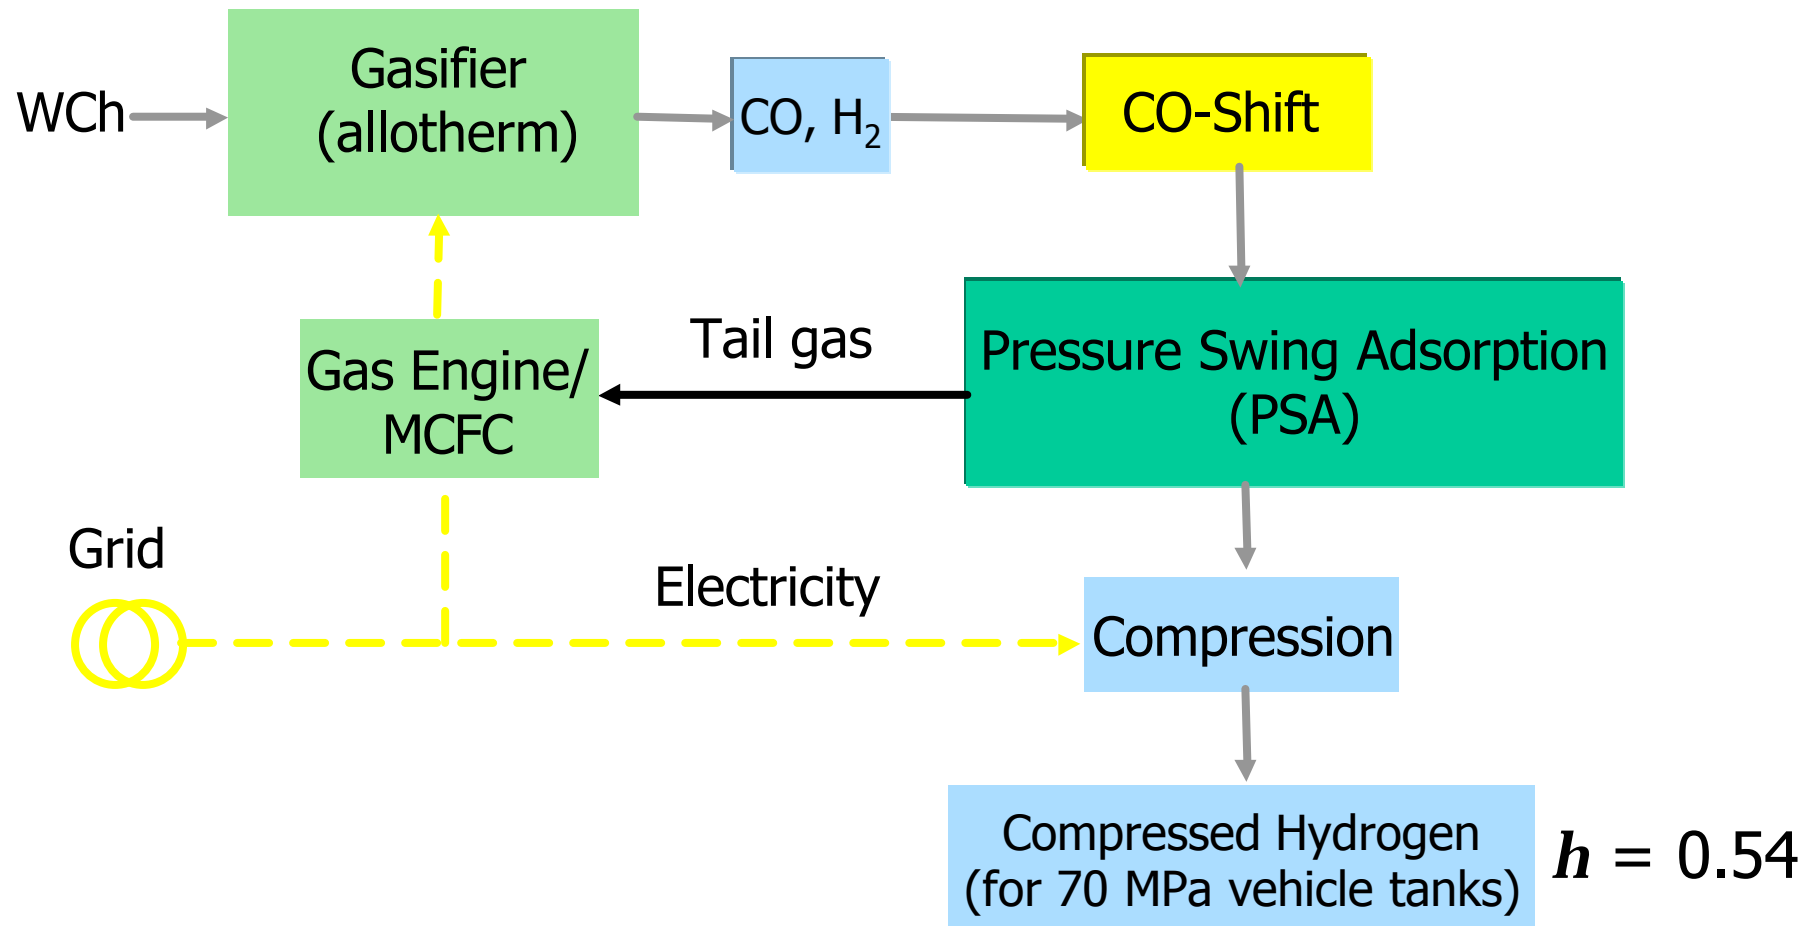 WCh
Gasifier
(allotherm)
CO, H₂
CO-Shift
Tail gas
Pressure Swing Adsorption
(PSA)
Gas Engine/
MCFC
Grid
Electricity
Compression
Compressed Hydrogen
(for 70 MPa vehicle tanks)
h = 0.54